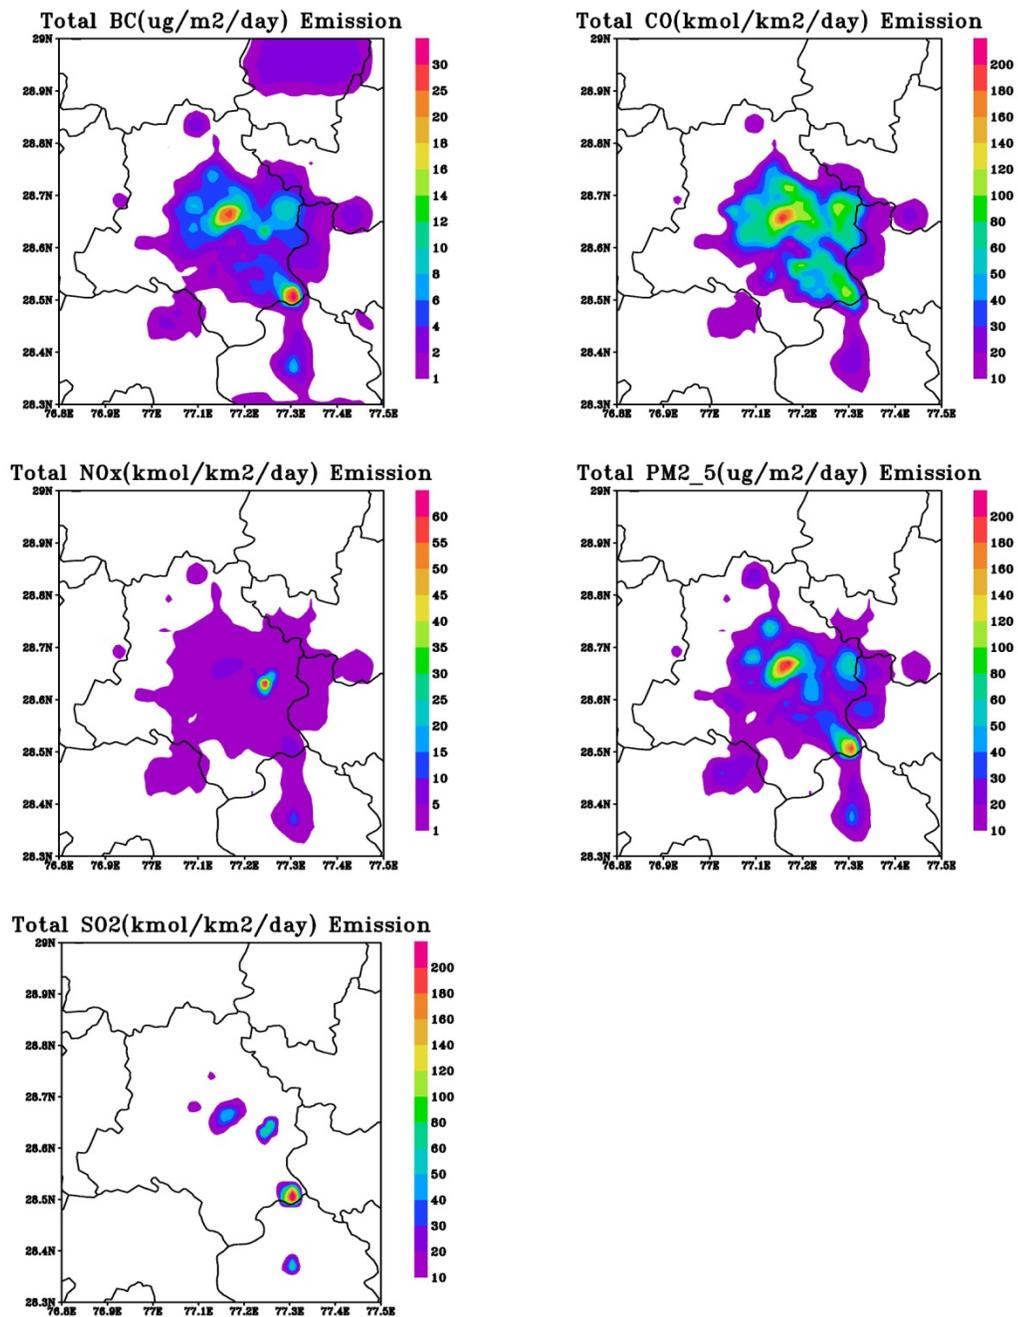 Total BC(ug/m2/day) Emission
Total CO(kmol/km2/day) Emission
29N
28.9N
28.8N
28.7N
28.6N
28.5N
28.4N
28.3N
76.8E 76.9E 77E 77.1E 77.2E 77.3E 77.4E 77.5E
30
25
20
18
16
14
12
10
8
6
4
2
1
29N
28.9N
28.8N
28.7N
28.6N
28.5N
28.4N
28.3N
76.8E 76.9E 77E 77.1E 77.2E 77.3E 77.4E 77.5E
200
180
160
140
120
100
80
60
50
40
30
20
10
Total NOx(kmol/km2/day) Emission
Total PM2_5(ug/m2/day) Emission
29N
28.9N
28.8N
28.7N
28.6N
28.5N
28.4N
28.3N
76.8E 76.9E 77E 77.1E 77.2E 77.3E 77.4E 77.5E
60
55
50
45
40
35
30
25
20
15
10
5
1
29N
28.9N
28.8N
28.7N
28.6N
28.5N
28.4N
28.3N
76.8E 76.9E 77E 77.1E 77.2E 77.3E 77.4E 77.5E
200
180
160
140
120
100
80
60
50
40
30
20
10
Total SO2(kmol/km2/day) Emission
29N
28.9N
28.8N
28.7N
28.6N
28.5N
28.4N
28.3N
76.8E 76.9E 77E 77.1E 77.2E 77.3E 77.4E 77.5E
200
180
160
140
120
100
80
60
50
40
30
20
10